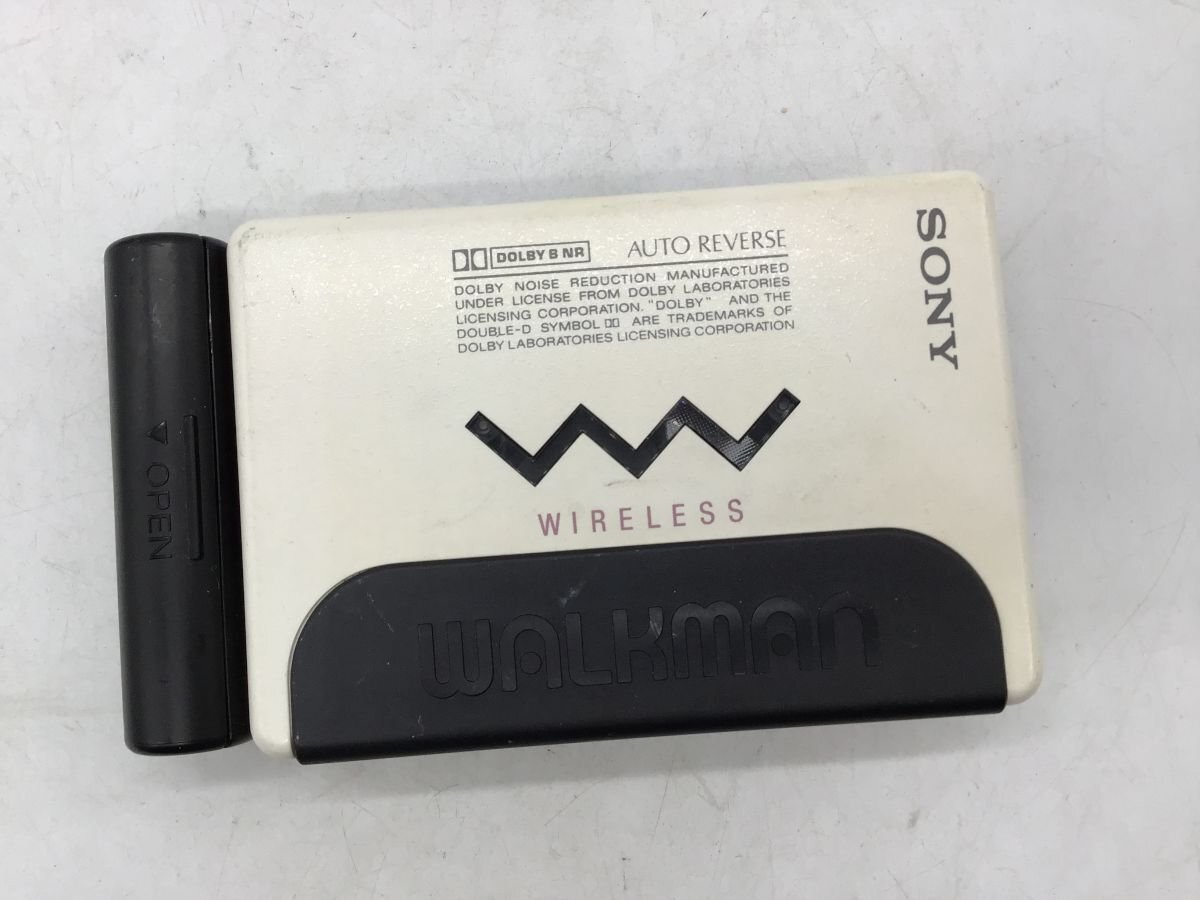 DOLBY B NR AUTO REVERSE
DOLBY NOISE REDUCTION MANUFACTURED
UNDER LICENSE FROM DOLBY LABORATORIES
LICENSING CORPORATION. "DOLBY" AND THE
DOUBLE-D SYMBOL ARE TRADEMARKS OF
DOLBY LABORATORIES LICENSING CORPORATION
SONY
WIRELESS
WALKMAN
OPEN